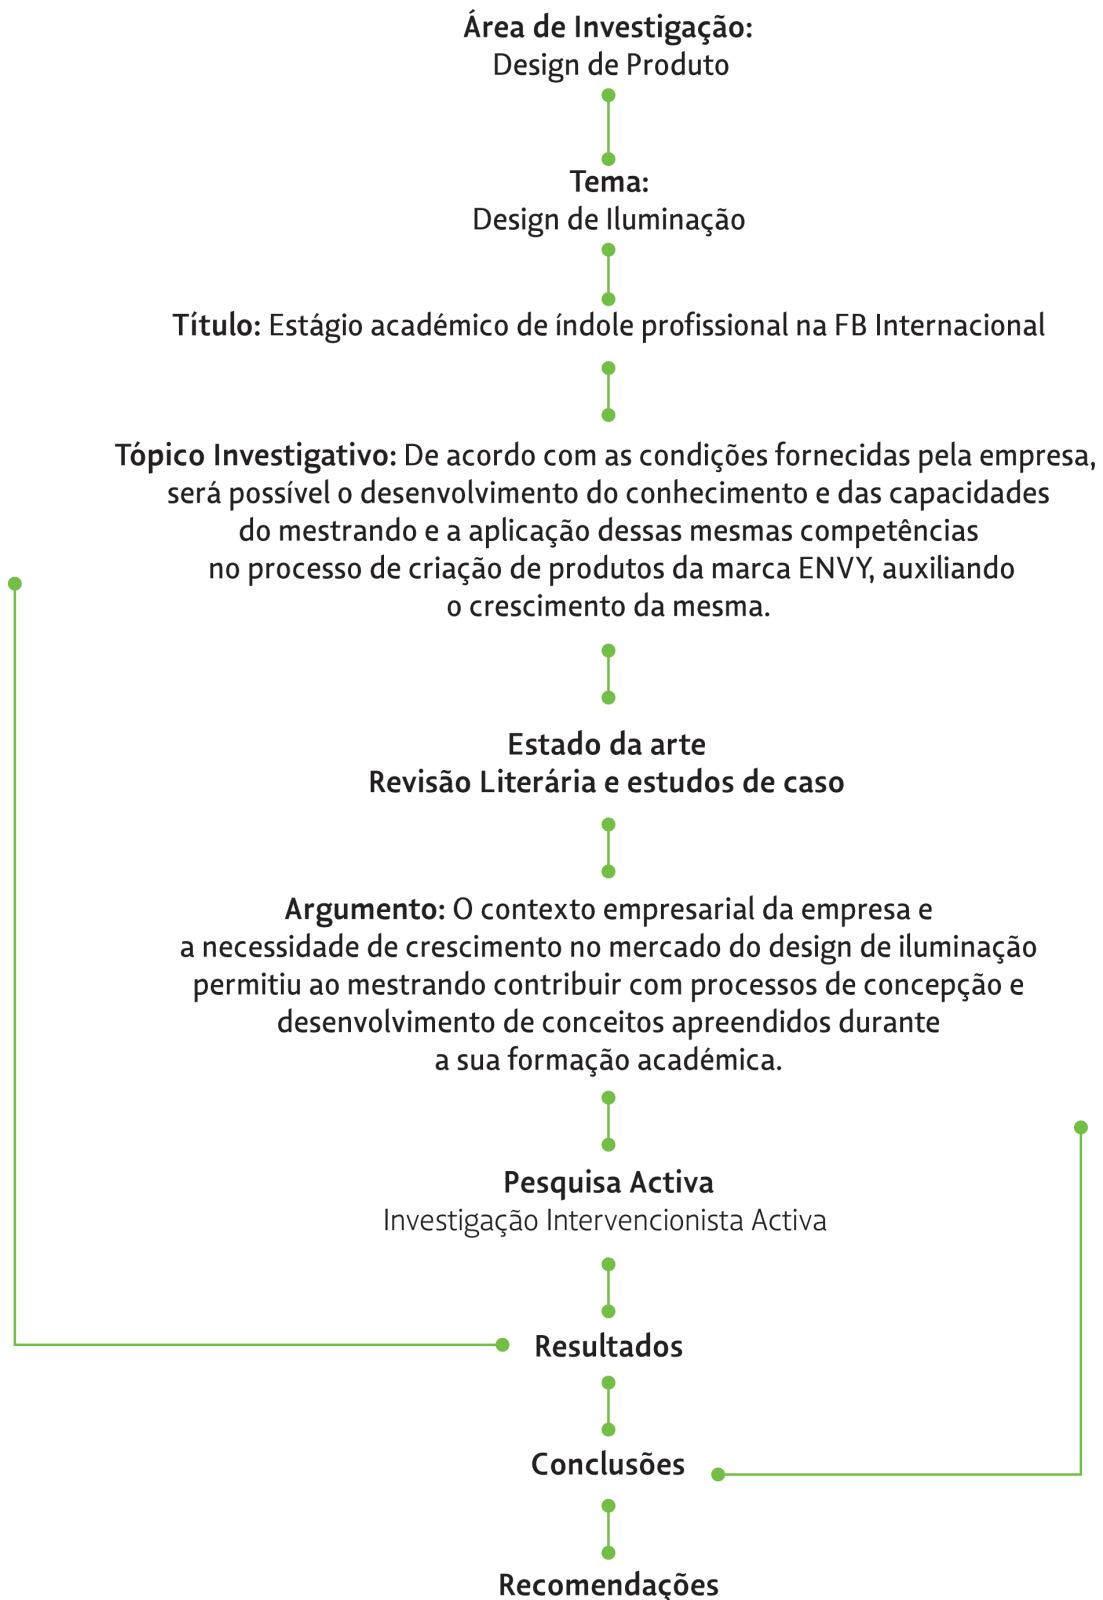 Área de Investigação:
Design de Produto
Tema:
Design de Iluminação
Título: Estágio académico de índole profissional na FB Internacional
Tópico Investigativo: De acordo com as condições fornecidas pela empresa,
será possível o desenvolvimento do conhecimento e das capacidades
do mestrando e a aplicação dessas mesmas competências
no processo de criação de produtos da marca ENVY, auxiliando
o crescimento da mesma.
Estado da arte
Revisão Literária e estudos de caso
Argumento: O contexto empresarial da empresa e
a necessidade de crescimento no mercado do design de iluminação
permitiu ao mestrando contribuir com processos de concepção e
desenvolvimento de conceitos apreendidos durante
a sua formação académica.
Pesquisa Activa
Investigação Intervencionista Activa
Resultados
Conclusões
Recomendações